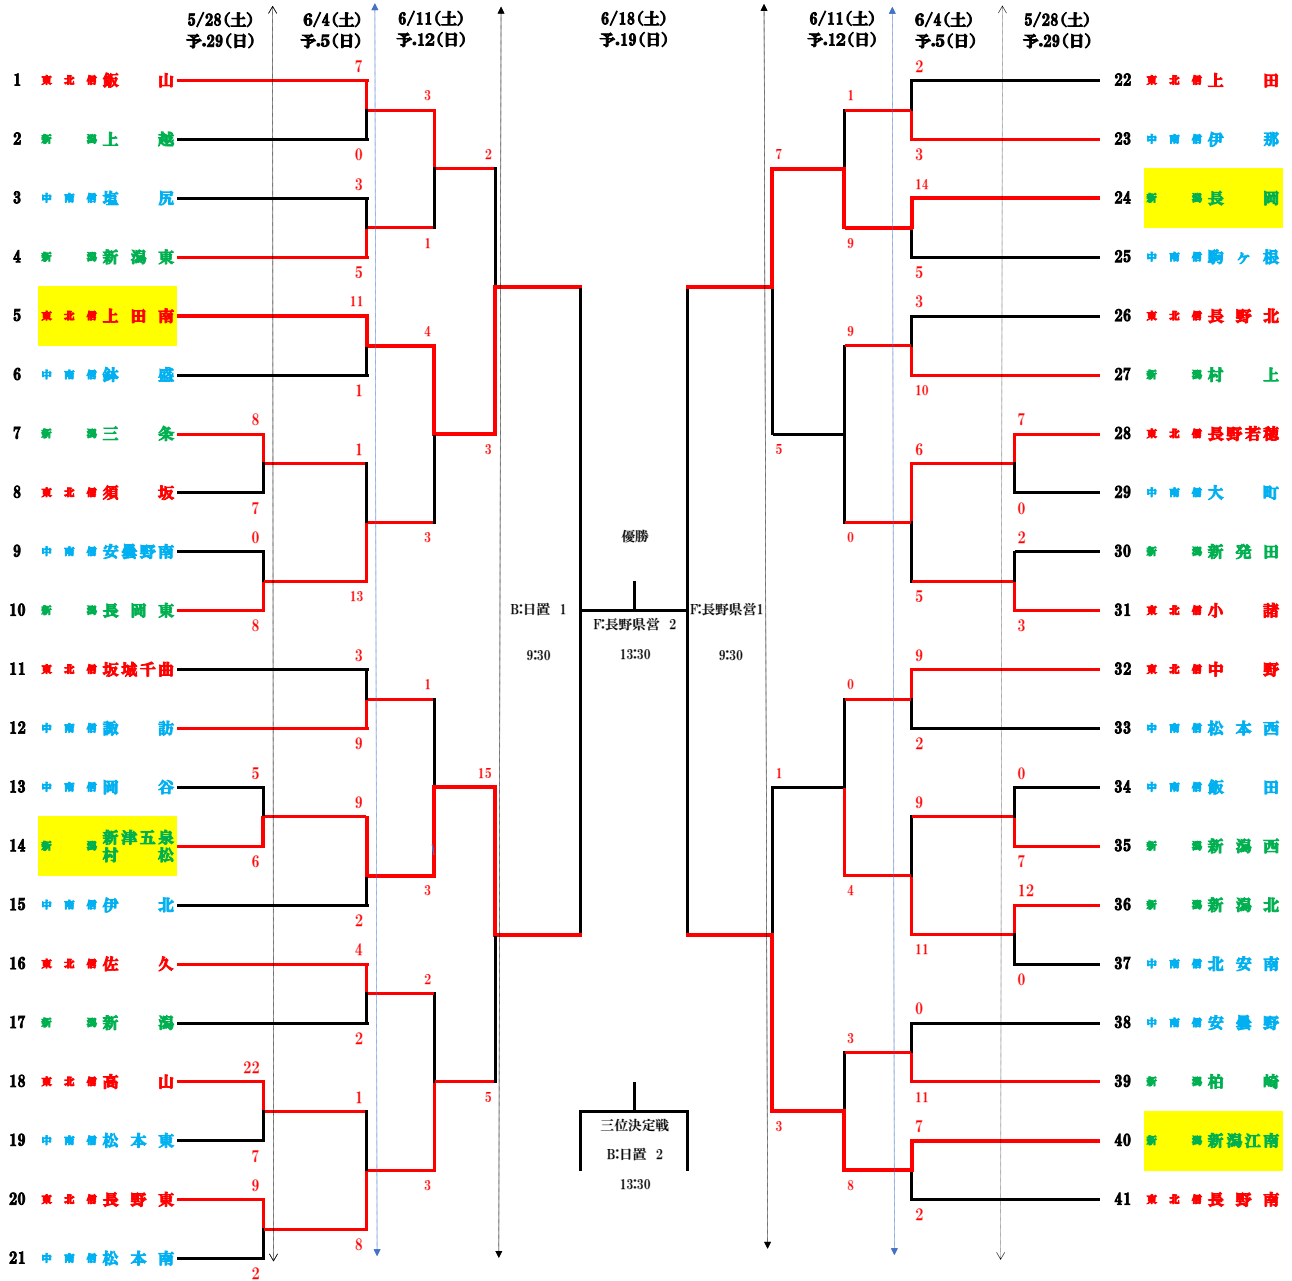 5/28(土) 6/4(土) 6/11(土) 6/18(土) 6/11(土) 6/4(土) 5/28(土)
予.29(日) 予.5(日) 予.12(日) 予.19(日) 予.12(日) 予.5(日) 予.29(日)
1 東北信 飯山 7
2 新潟 上越 0
3 中南信 塩尻 3
4 新潟 新潟東 5
5 東北信 上田南 11
6 中南信 鉢盛 1
7 新潟 三条 8
8 東北信 須坂 7
9 中南信 安曇野南 0
10 新潟 長岡東 8
11 東北信 坂城千曲 3
12 中南信 諏訪 9
13 中南信 岡谷 5
14 新潟 新津五泉
村松 6
15 中南信 伊北 2
16 東北信 佐久 4
17 新潟 新潟 2
18 東北信 高山 22
19 中南信 松本東 7
20 東北信 長野東 9
21 中南信 松本南 2
1
13
9
1
8
3
1
4
3
1
3
2
3
2
3
15
5
優勝
B:日置 1
9:30
F:長野県営 2
13:30
F:長野県営1
9:30
三位決定戦
B:日置 2
13:30
7
5
1
3
1
9
9
0
0
4
3
8
6
5
9
11
2 22 東北信 上田
3 23 中南信 伊那
14 24 新潟 長岡
5 25 中南信 駒ヶ根
3 26 東北信 長野北
10 27 新潟 村上
7 28 東北信 長野若穂
0 29 中南信 大町
2 30 新潟 新発田
3 31 東北信 小諸
9 32 東北信 中野
2 33 中南信 松本西
0 34 中南信 飯田
7 35 新潟 新潟西
12 36 新潟 新潟北
0 37 中南信 北安南
0 38 中南信 安曇野
11 39 新潟 柏崎
7 40 新潟 新潟江南
2 41 東北信 長野南